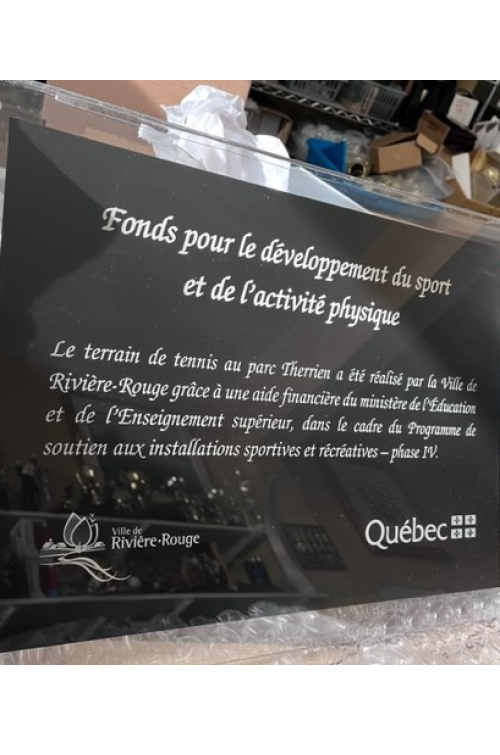 Fonds pour le développement du sport
et de l'activité physique
Le terrain de tennis au parc Therrien a été réalisé par la Ville de
Rivière-Rouge grâce à une aide financière du ministère de l'Éducation
et de l'Enseignement supérieur, dans le cadre du Programme de
soutien aux installations sportives et récréatives – phase IV.
Ville de
Rivière·Rouge
Québec